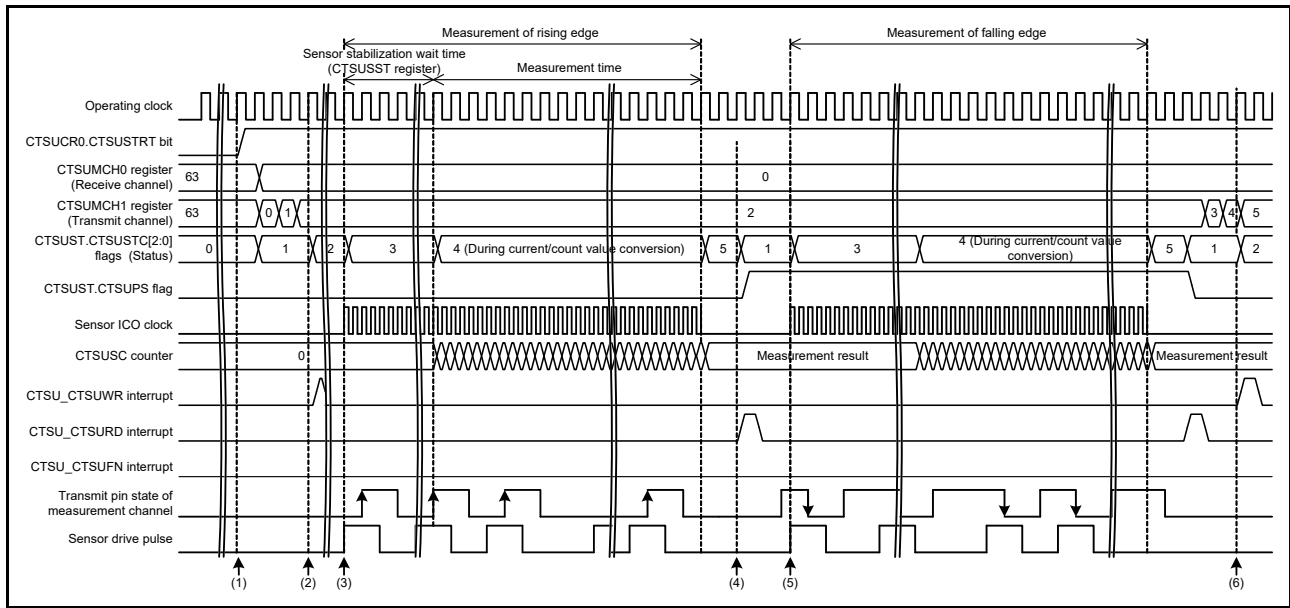 Measurement of rising edge
Measurement of falling edge
Sensor stabilization wait time
(CTSUSST register)
Measurement time
Operating clock
CTSUCR0.CTSUSTRT bit
CTSUMCH0 register
(Receive channel)
63
0
CTSUMCH1 register
(Transmit channel)
63
0
1
2
3
4
5
CTSUST.CTSUSTC[2:0]
flags (Status)
0
1
2
3
4 (During current/count value conversion)
5
1
3
4 (During current/count value
conversion)
5
1
2
CTSUST.CTSUPS flag
Sensor ICO clock
CTSUSC counter
0
Measurement result
Measurement result
CTSU_CTSUWR interrupt
CTSU_CTSURD interrupt
CTSU_CTSUFN interrupt
Transmit pin state of
measurement channel
Sensor drive pulse
(1)
(2)
(3)
(4)
(5)
(6)